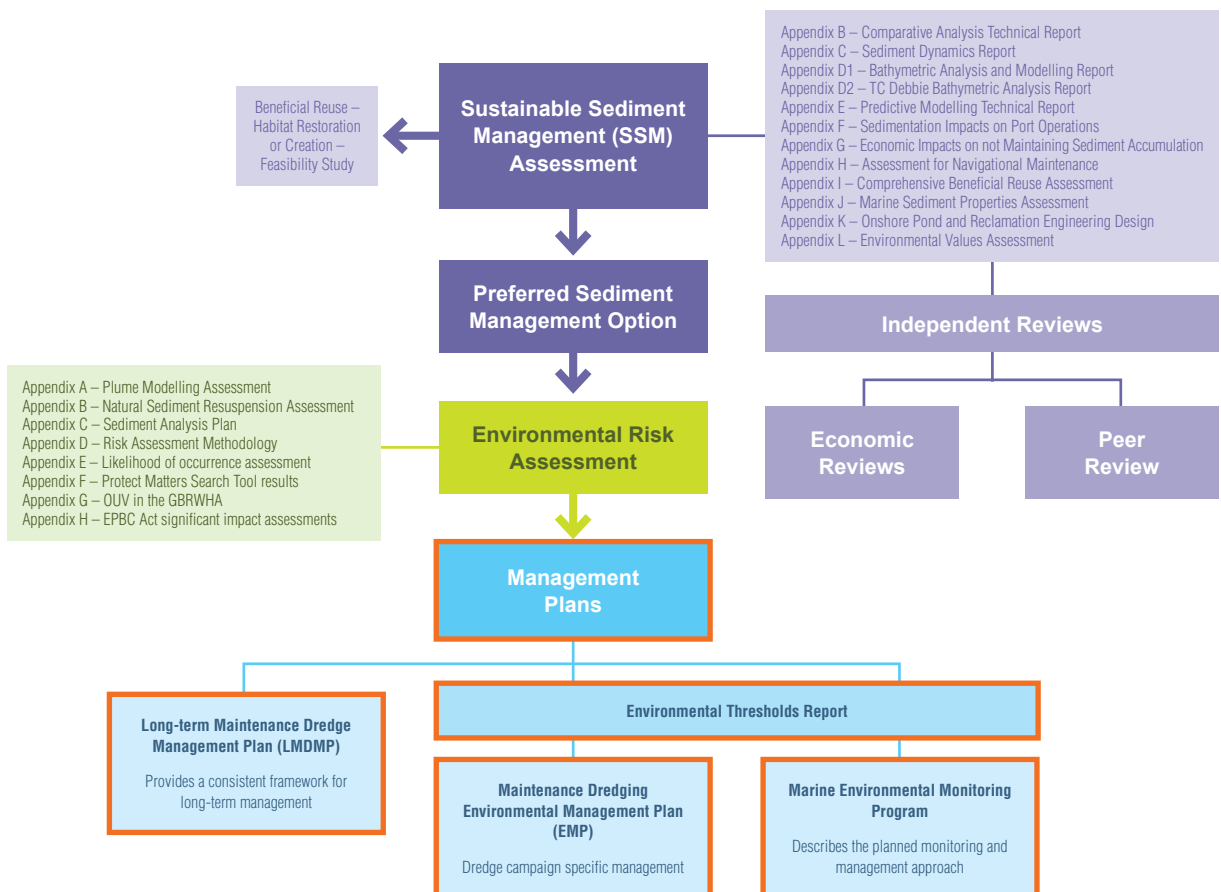 Appendix B – Comparative Analysis Technical Report
Appendix C – Sediment Dynamics Report
Appendix D1 – Bathymetric Analysis and Modelling Report
Appendix D2 – TC Debbie Bathymetric Analysis Report
Appendix E – Predictive Modelling Technical Report
Appendix F – Sedimentation Impacts on Port Operations
Appendix G – Economic Impacts on not Maintaining Sediment Accumulation
Appendix H – Assessment for Navigational Maintenance
Appendix I – Comprehensive Beneficial Reuse Assessment
Appendix J – Marine Sediment Properties Assessment
Appendix K – Onshore Pond and Reclamation Engineering Design
Appendix L – Environmental Values Assessment
Sustainable Sediment
Management (SSM)
Assessment
Beneficial Reuse –
Habitat Restoration
or Creation –
Feasibility Study
Preferred Sediment
Management Option
Independent Reviews
Economic
Reviews
Peer
Review
Appendix A – Plume Modelling Assessment
Appendix B – Natural Sediment Resuspension Assessment
Appendix C – Sediment Analysis Plan
Appendix D – Risk Assessment Methodology
Appendix E – Likelihood of occurrence assessment
Appendix F – Protect Matters Search Tool results
Appendix G – OUV in the GBRWHA
Appendix H – EPBC Act significant impact assessments
Environmental Risk
Assessment
Management
Plans
Long-term Maintenance Dredge
Management Plan (LMDMP)
Provides a consistent framework for
long-term management
Environmental Thresholds Report
Maintenance Dredging
Environmental Management Plan
(EMP)
Dredge campaign specific management
Marine Environmental Monitoring
Program
Describes the planned monitoring and
management approach